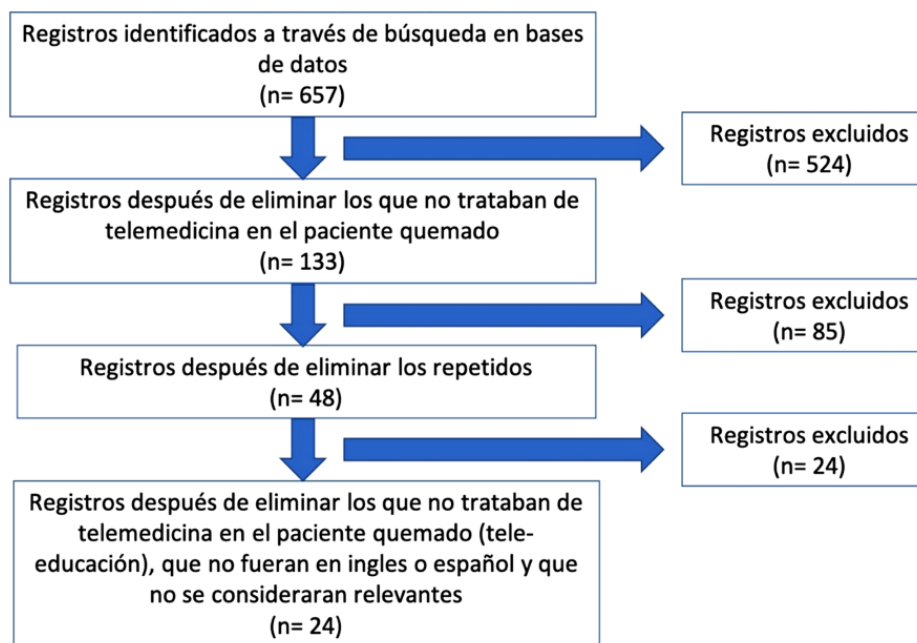 Registros identificados a través de búsqueda en bases
de datos
(n= 657)
Registros excluidos
(n= 524)
Registros después de eliminar los que no trataban de
telemedicina en el paciente quemado
(n= 133)
Registros excluidos
(n= 85)
Registros después de eliminar los repetidos
(n= 48)
Registros excluidos
(n= 24)
Registros después de eliminar los que no trataban de
telemedicina en el paciente quemado (tele-
educación), que no fueran en ingles o español y que
no se consideraran relevantes
(n= 24)